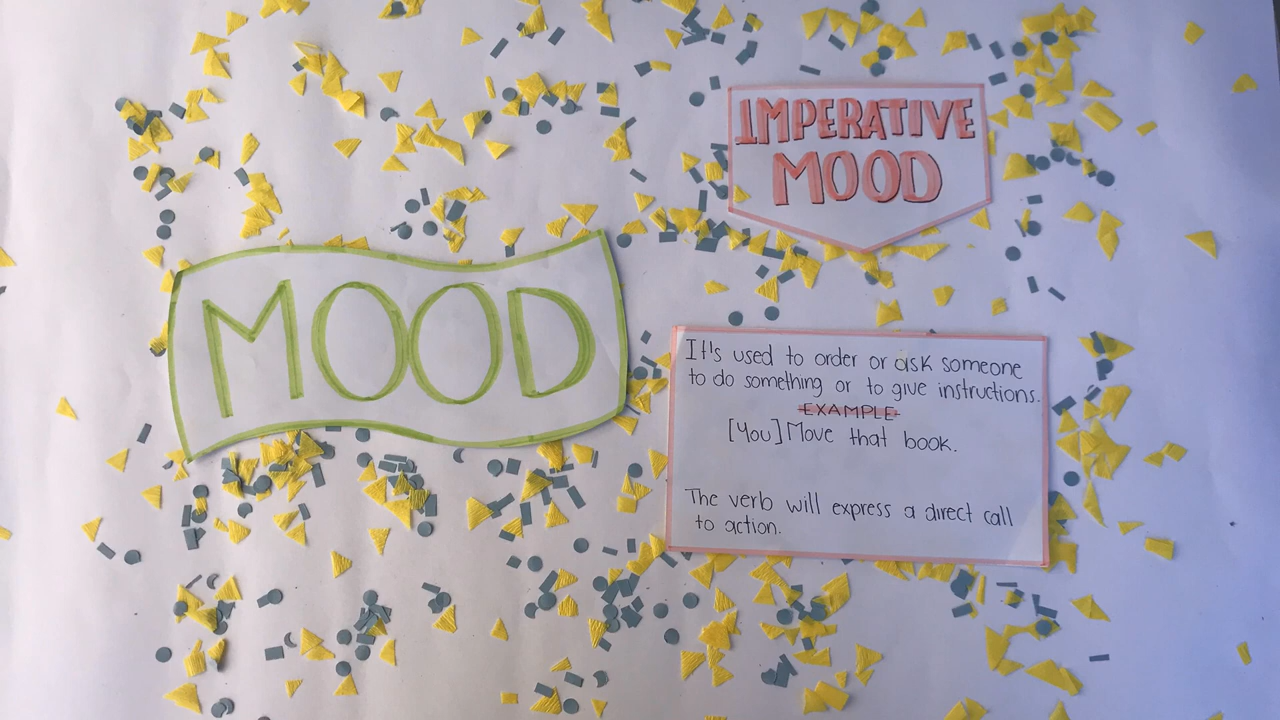 MOOD
IMPERATIVE
MOOD
It's used to order or ask someone
to do something or to give instructions.
EXAMPLE
[You] Move that book.
The verb will express a direct call
to action.